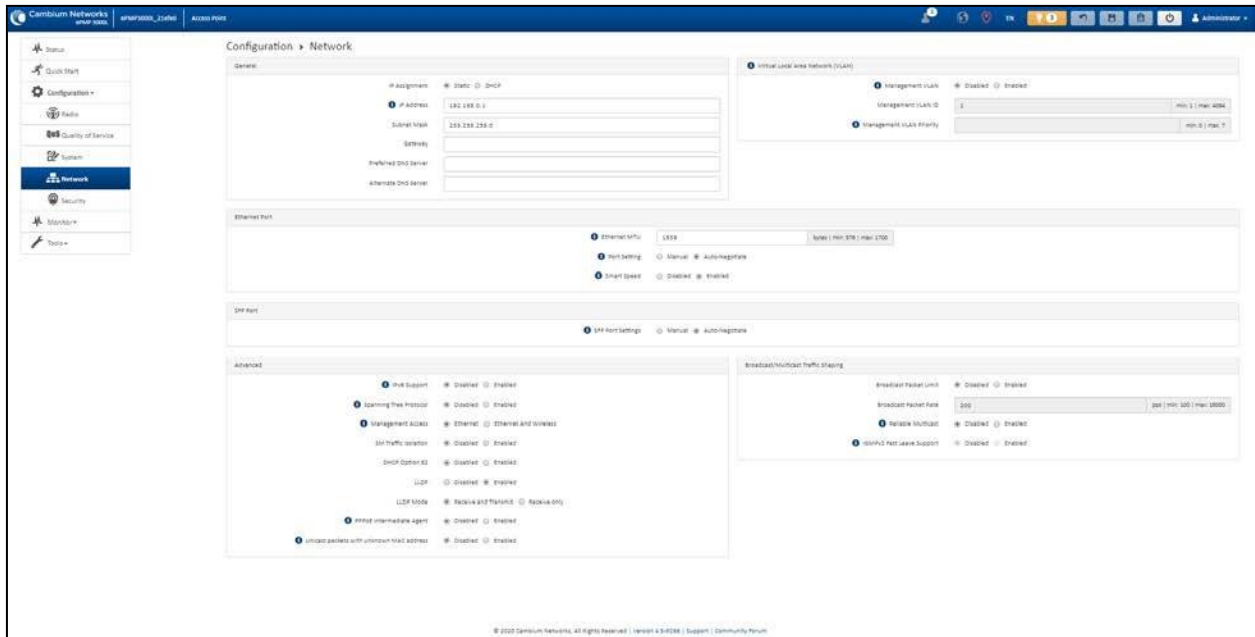 Cambium Networks
ePMP 3000L
ePMP3000L_21efe0
Access Point
EN
3
Administrator
Status
Quick Start
Configuration
Radio
Quality of Service
System
Network
Security
Monitor
Tools
Configuration > Network
General
IP Assignment Static DHCP
IP Address 192.168.0.1
Subnet Mask 255.255.255.0
Gateway
Preferred DNS Server
Alternate DNS Server
Virtual Local Area Network (VLAN)
Management VLAN Disabled Enabled
Management VLAN ID 1 min: 1 | max: 4094
Management VLAN Priority min: 0 | max: 7
Ethernet Port
Ethernet MTU bytes | min: 576 | max: 1700
Port Setting Manual Auto-Negotiate
Smart Speed Disabled Enabled
SFP Port
SFP Port Settings Manual Auto-Negotiate
Advanced
IPv6 Support Disabled Enabled
Spanning Tree Protocol Disabled Enabled
Management Access Ethernet Ethernet And Wireless
SM Traffic Isolation Disabled Enabled
DHCP Option 82 Disabled Enabled
LLDP Disabled Enabled
LLDP Mode Receive and Transmit Receive only
PPPoE Intermediate Agent Disabled Enabled
Unicast packets with unknown MAC address Disabled Enabled
Broadcast/Multicast Traffic Shaping
Broadcast Packet Limit Disabled Enabled
Broadcast Packet Rate pps | min: 100 | max: 16000
Reliable Multicast Disabled Enabled
IGMPv3 Fast Leave Support Disabled Enabled
© 2020 Cambium Networks, All Rights Reserved | Version | Support | Community Forum